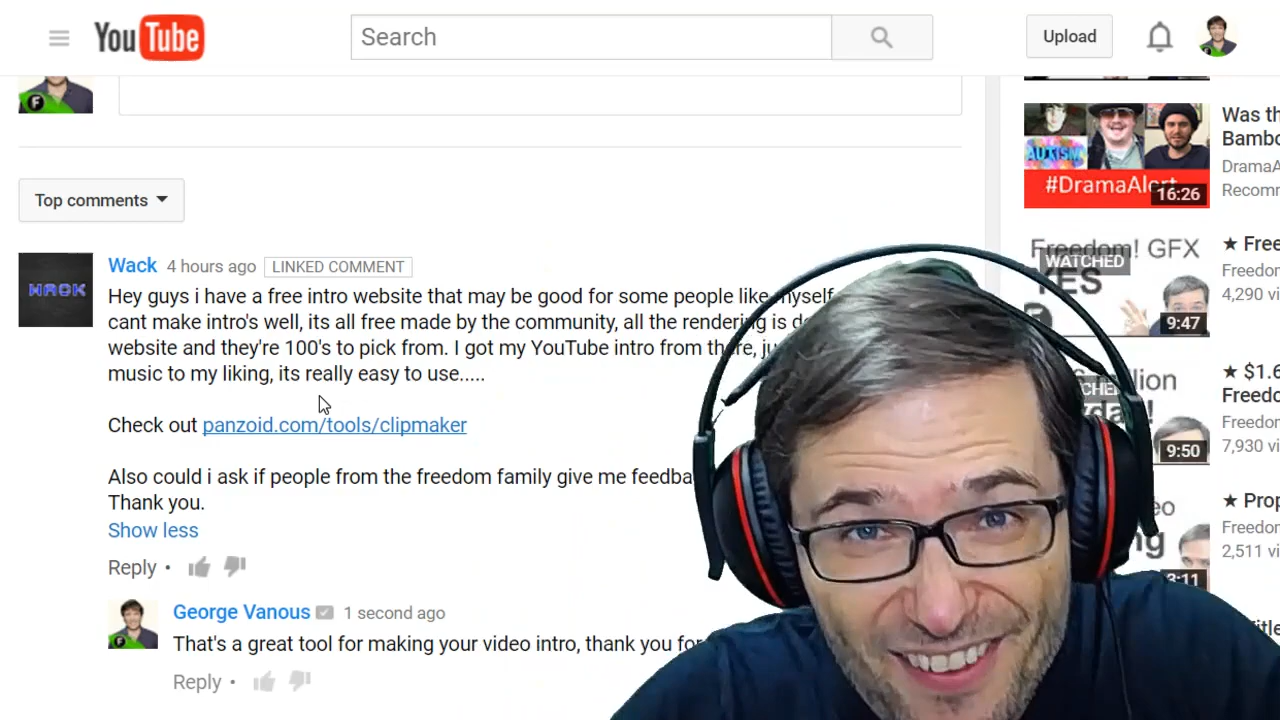 YouTube
Search
Upload
Top comments
Wack 4 hours ago LINKED COMMENT
Hey guys i have a free intro website that may be good for some people like myself
cant make intro's well, its all free made by the community, all the rendering is
website and they're 100's to pick from. I got my YouTube intro from there,
music to my liking, its really easy to use.....
Check out panzoid.com/tools/clipmaker
Also could i ask if people from the freedom family give me
Thank you.
Show less
Reply •
George Vanous 1 second ago
That's a great tool for making your video intro, thank you
Reply •
WACK
F
AUTISM
#DramaAlert
16:26
Was
DramaA
Freedom! GFX
WATCHED
YES
9:47
★
4,290
★ $1.6
9:50
7,930
★
3:11
2,511